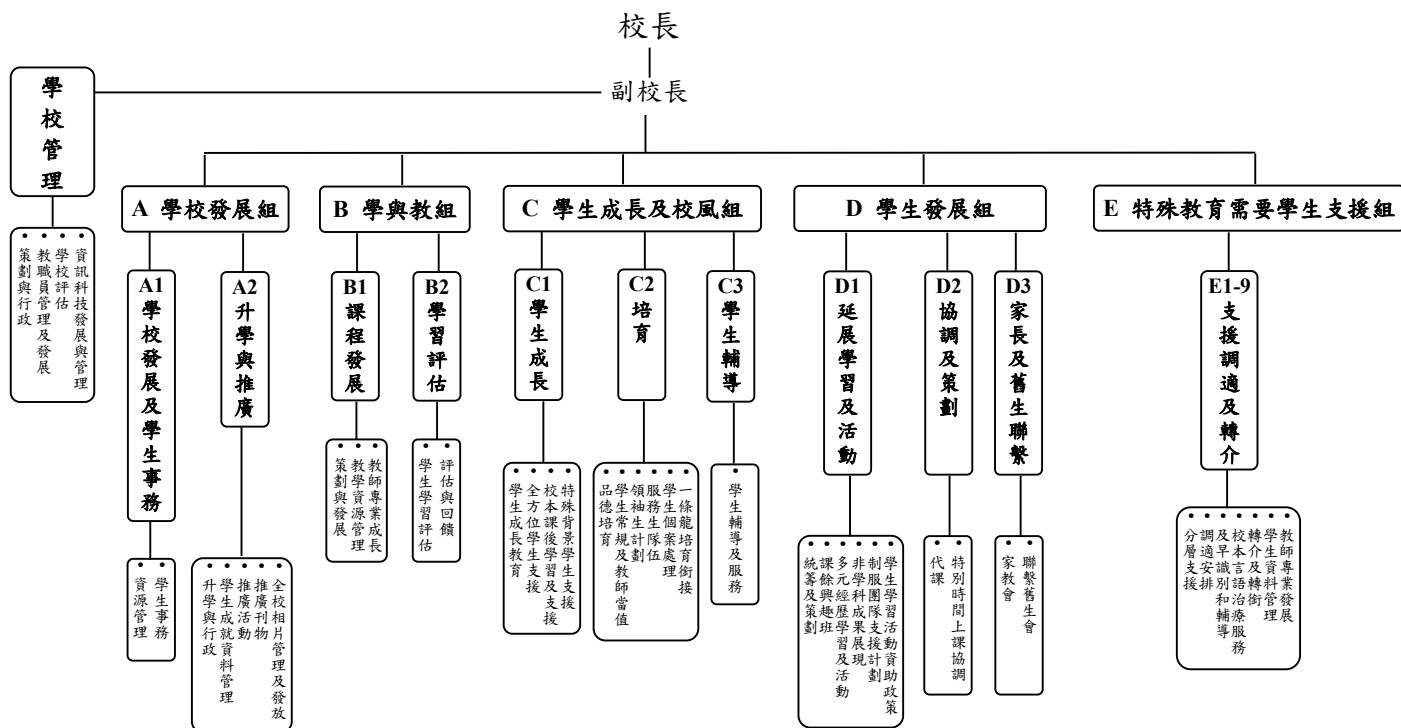 校長
副校長
學校管理
策劃與行政
教職員管理及發展
學校評估
資訊科技發展與管理
A 學校發展組
A1 學校發展及學生事務
資源管理
學生事務
A2 升學與推廣
升學與行政
學生成就資料管理
推廣活動
推廣刊物
全校相片管理及發放
B 學與教組
B1 課程發展
策劃與發展
教學資源管理
教師專業成長
B2 學習評估
學生學習評估
評估與回饋
C 學生成長及校風組
C1 學生成長
學生成長教育
全方位學生支援
校本課後學習及支援
特殊背景學生支援
C2 培育
品德培育
學生常規及教師當值
領袖生計劃
服務生隊伍
學生個案處理
一條龍培育銜接
C3 學生輔導
學生輔導及服務
D 學生發展組
D1 延展學習及活動
統籌及策劃
課餘興趣班
多元經歷學習及活動
非學科成果展現
制服團隊支援計劃
學生學習活動資助政策
D2 協調及策劃
代課
特別時間上課協調
D3 家長及舊生聯繫
家教會
聯繫舊生會
E 特殊教育需要學生支援組
E1-9 支援調適及轉介
分層支援
調適安排
及早識別和輔導
校本言語治療服務
轉介及轉銜
學生資料管理
教師專業發展